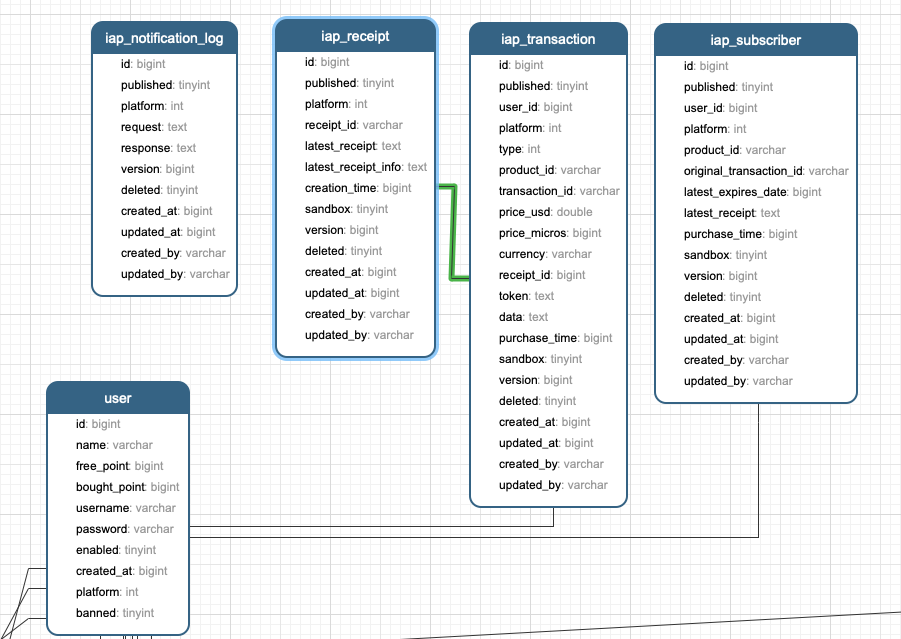 iap_notification_log
id: bigint
published: tinyint
platform: int
request: text
response: text
version: bigint
deleted: tinyint
created_at: bigint
updated_at: bigint
created_by: varchar
updated_by: varchar
iap_receipt
id: bigint
published: tinyint
platform: int
receipt_id: varchar
latest_receipt: text
latest_receipt_info: text
creation_time: bigint
sandbox: tinyint
version: bigint
deleted: tinyint
created_at: bigint
updated_at: bigint
created_by: varchar
updated_by: varchar
iap_transaction
id: bigint
published: tinyint
user_id: bigint
platform: int
type: int
product_id: varchar
transaction_id: varchar
price_usd: double
price_micros: bigint
currency: varchar
receipt_id: bigint
token: text
data: text
purchase_time: bigint
sandbox: tinyint
version: bigint
deleted: tinyint
created_at: bigint
updated_at: bigint
created_by: varchar
updated_by: varchar
iap_subscriber
id: bigint
published: tinyint
user_id: bigint
platform: int
product_id: varchar
original_transaction_id: varchar
latest_expires_date: bigint
latest_receipt: text
purchase_time: bigint
sandbox: tinyint
version: bigint
deleted: tinyint
created_at: bigint
updated_at: bigint
created_by: varchar
updated_by: varchar
user
id: bigint
name: varchar
free_point: bigint
bought_point: bigint
username: varchar
password: varchar
enabled: tinyint
created_at: bigint
platform: int
banned: tinyint